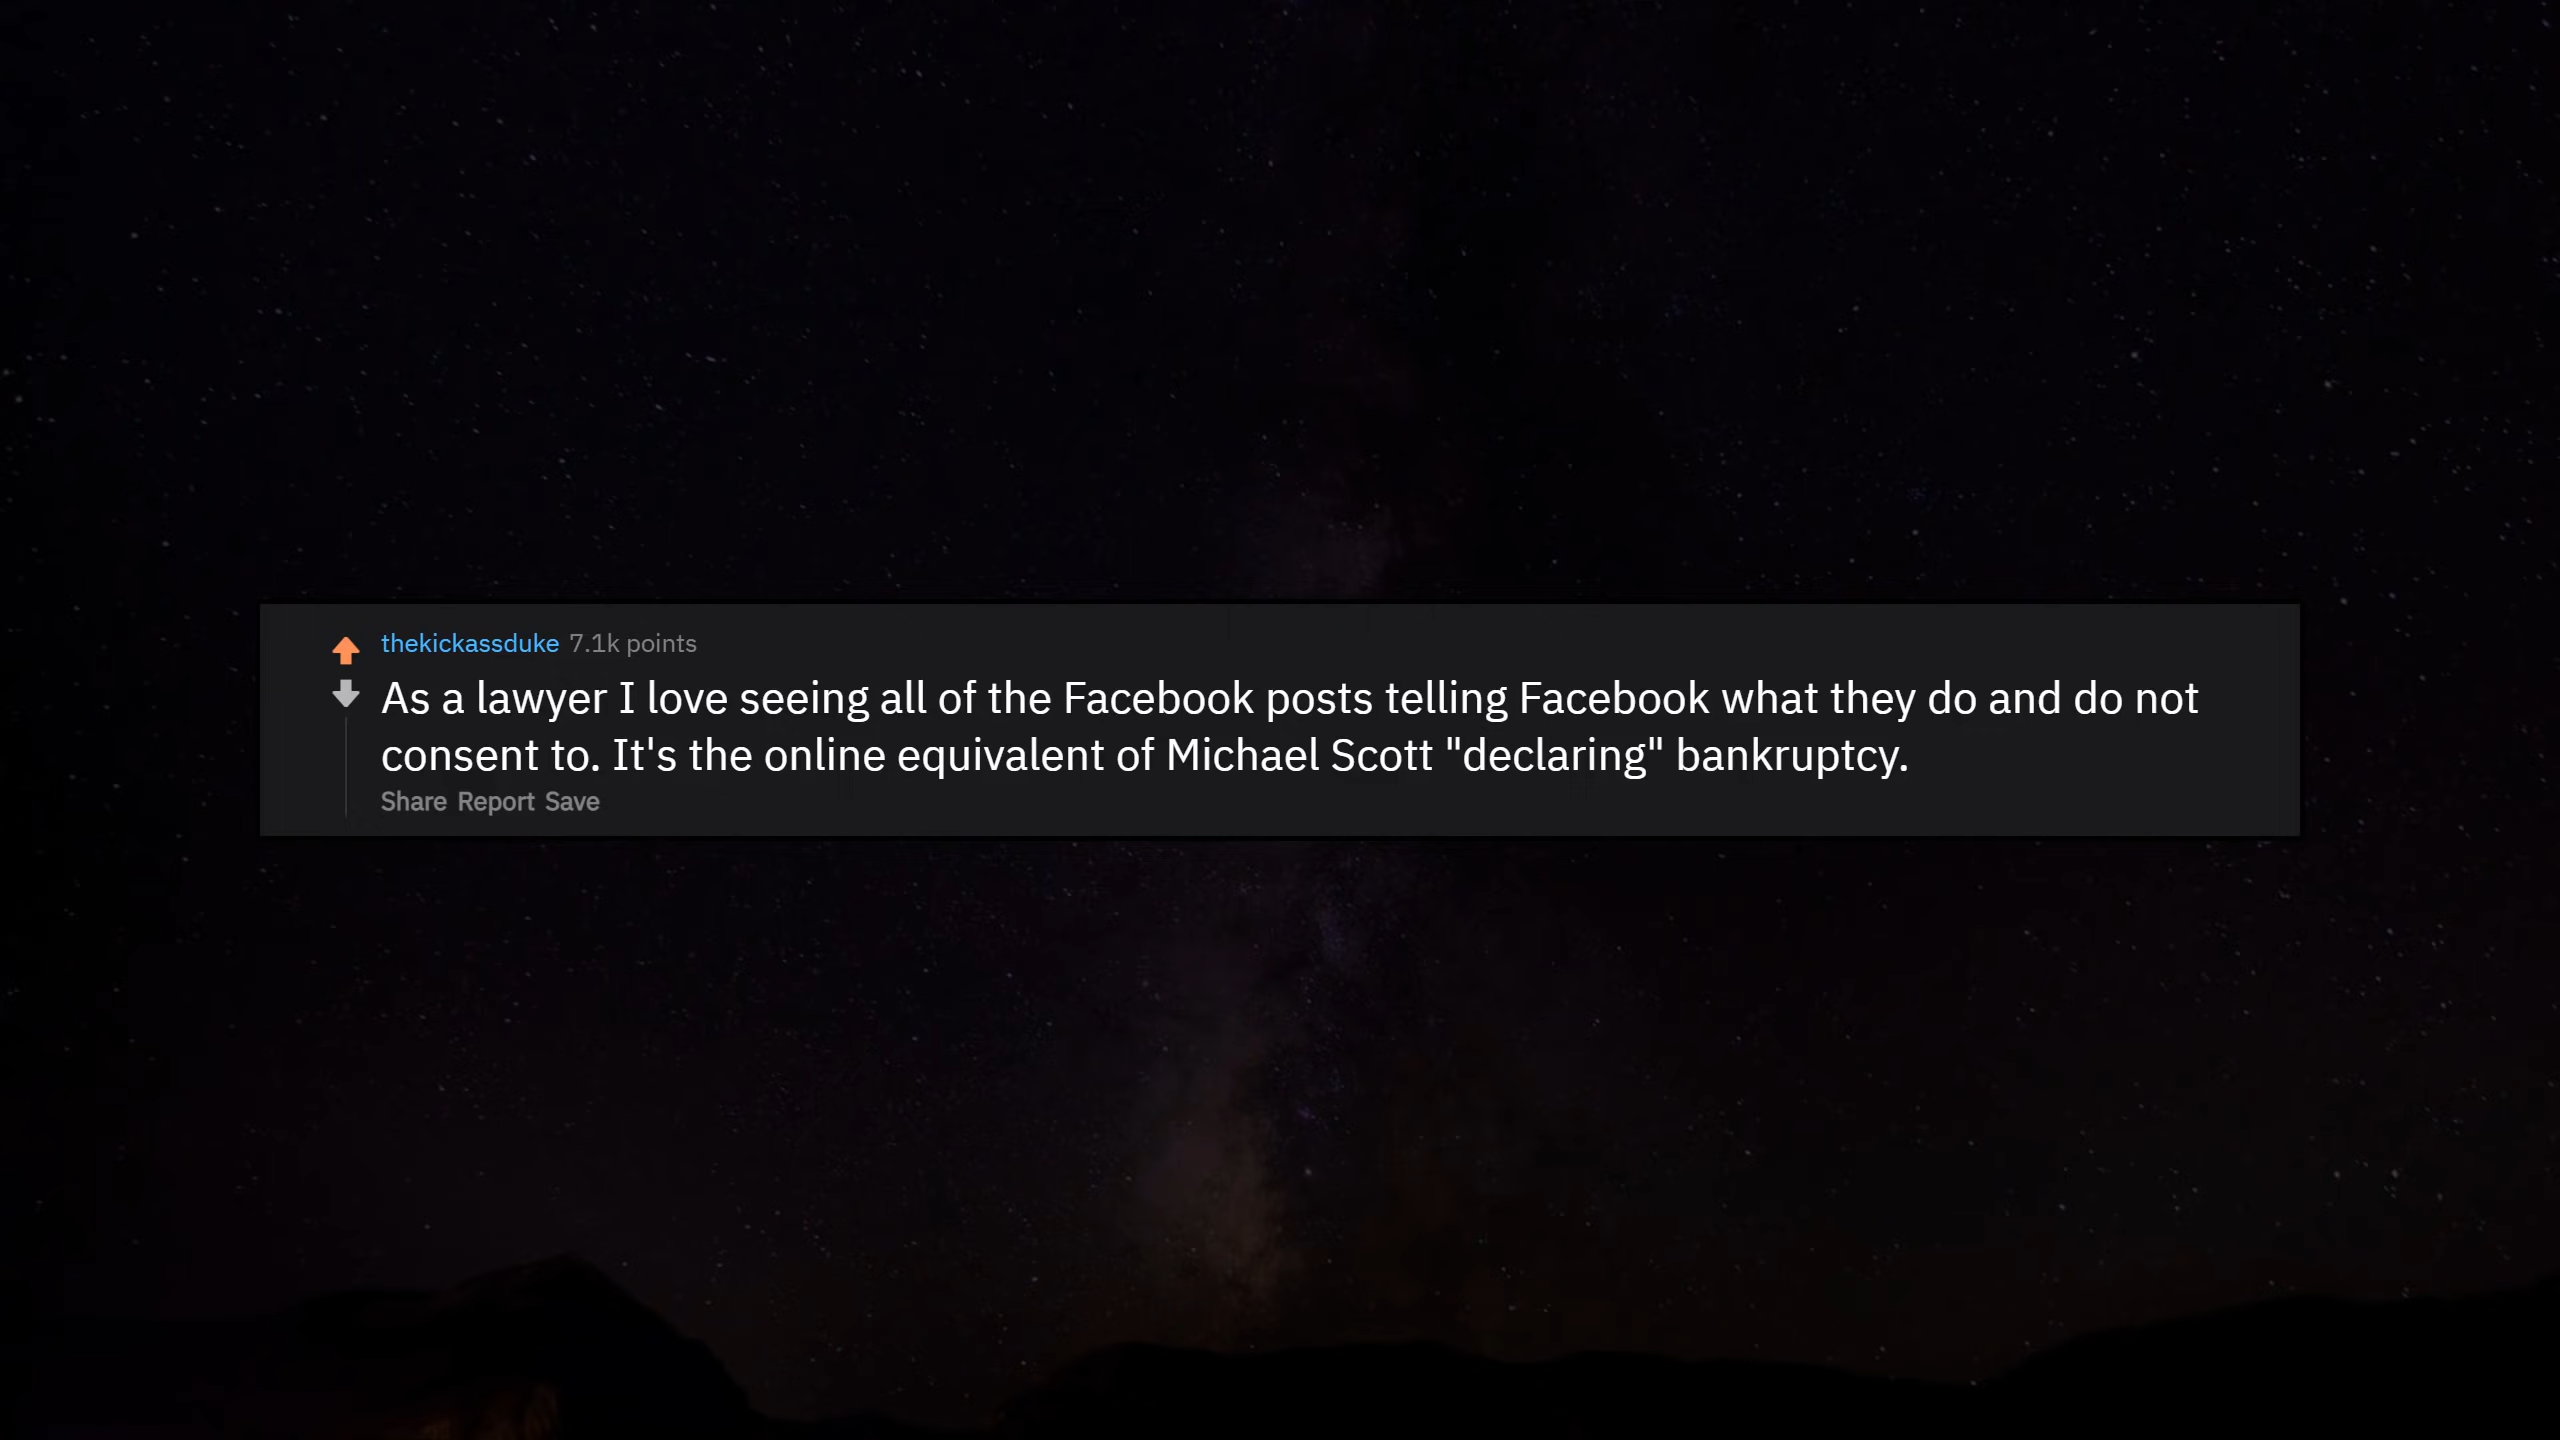 thekickassduke 7.1k points
As a lawyer I love seeing all of the Facebook posts telling Facebook what they do and do not
consent to. It's the online equivalent of Michael Scott "declaring" bankruptcy.
Share Report Save